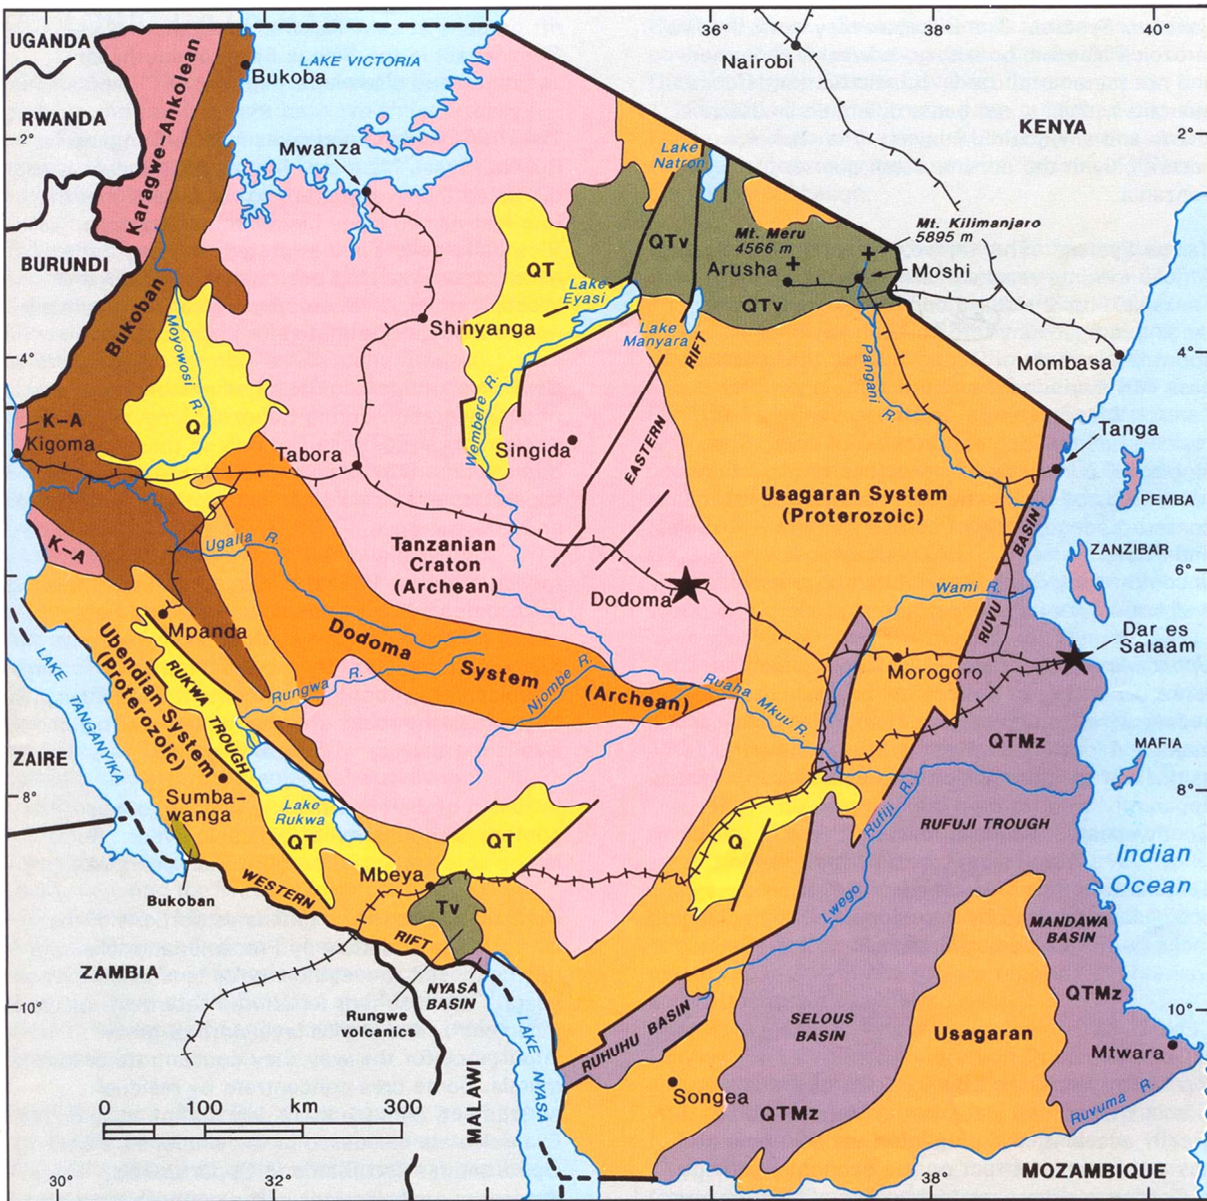 36°
38°
40°
UGANDA
LAKE VICTORIA
Bukoba
Nairobi
RWANDA
Karagwe–Ankolean
KENYA
2°
2°
Mwanza
Lake
Natron
Mt. Kilimanjaro
5895 m
Mt. Meru
4566 m
QTv
BURUNDI
QT
Arusha
Moshi
Lake
Eyasi
QTv
Bukoban
Moyowosi R.
Shinyanga
Lake
Manyara
RIFT
4°
4°
Pangani
R.
Mombasa
Wembere R.
K–A
Kigoma
Q
Tabora
Singida
EASTERN
Tanga
Usagaran System
(Proterozoic)
PEMBA
BASIN
K–A
Ugalla R.
Tanzanian
Craton
(Archean)
ZANZIBAR
6°
Dodoma
Wami R.
RUVU
Mpanda
Dodoma
System
(Archean)
Dar es
Salaam
Ubendian System
(Proterozoic)
RUKWA TROUGH
Rungwa R.
Njombe R.
Ruaha Mkuu R.
Morogoro
LAKE TANGANYIKA
QTMz
MAFIA
ZAIRE
Sumba-
wanga
8°
8°
Lake
Rukwa
Rufiji R.
RUFUJI TROUGH
QT
QT
Q
Indian
Ocean
Mbeya
WESTERN
RIFT
Bukoban
Tv
Lwego
MANDAWA
BASIN
ZAMBIA
NYASA
BASIN
QTMz
10°
10°
Rungwe
volcanics
RUHUHU BASIN
SELOUS
BASIN
Usagaran
Mtwara
LAKE NYASA
MALAWI
Songea
QTMz
Ruvuma R.
0 100 km 300
MOZAMBIQUE
30°
32°
36°
38°